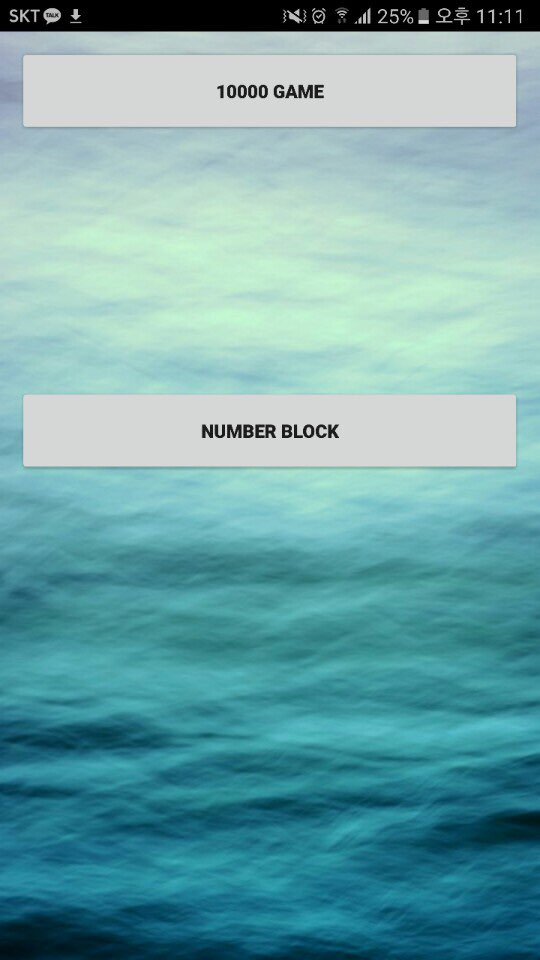 SKT TALK 25% 오후 11:11
10000 GAME
NUMBER BLOCK